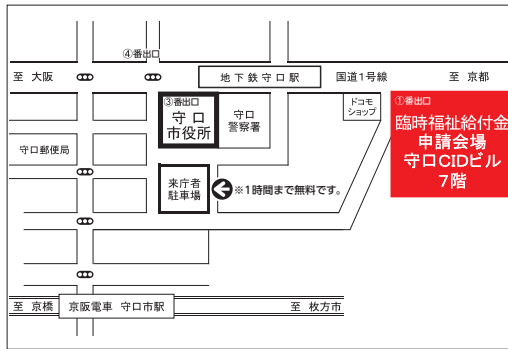 ④番出口
至 大阪
地下鉄守口駅
国道1号線
至 京都
③番出口
守口
市役所
守口
警察署
ドコモ
ショップ
①番出口
臨時福祉給付金
申請会場
守口CIDビル
7階
守口郵便局
来庁者
駐車場
※1時間まで無料です。
至 京橋
京阪電車 守口市駅
至 枚方市